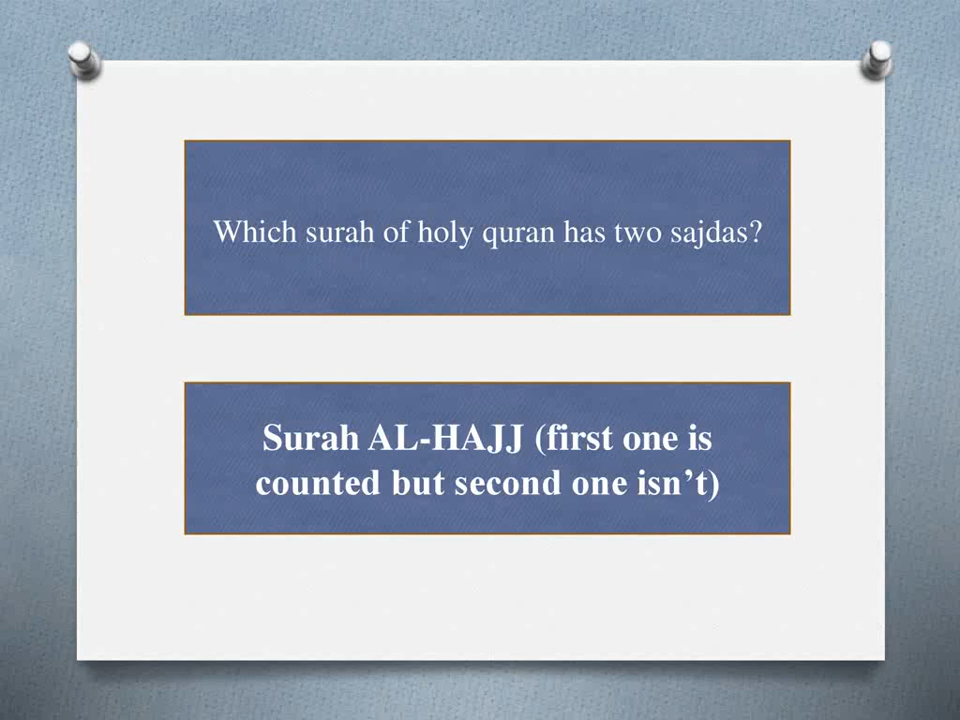 Which surah of holy quran has two sajdas?
Surah AL-HAJJ (first one is
counted but second one isn’t)